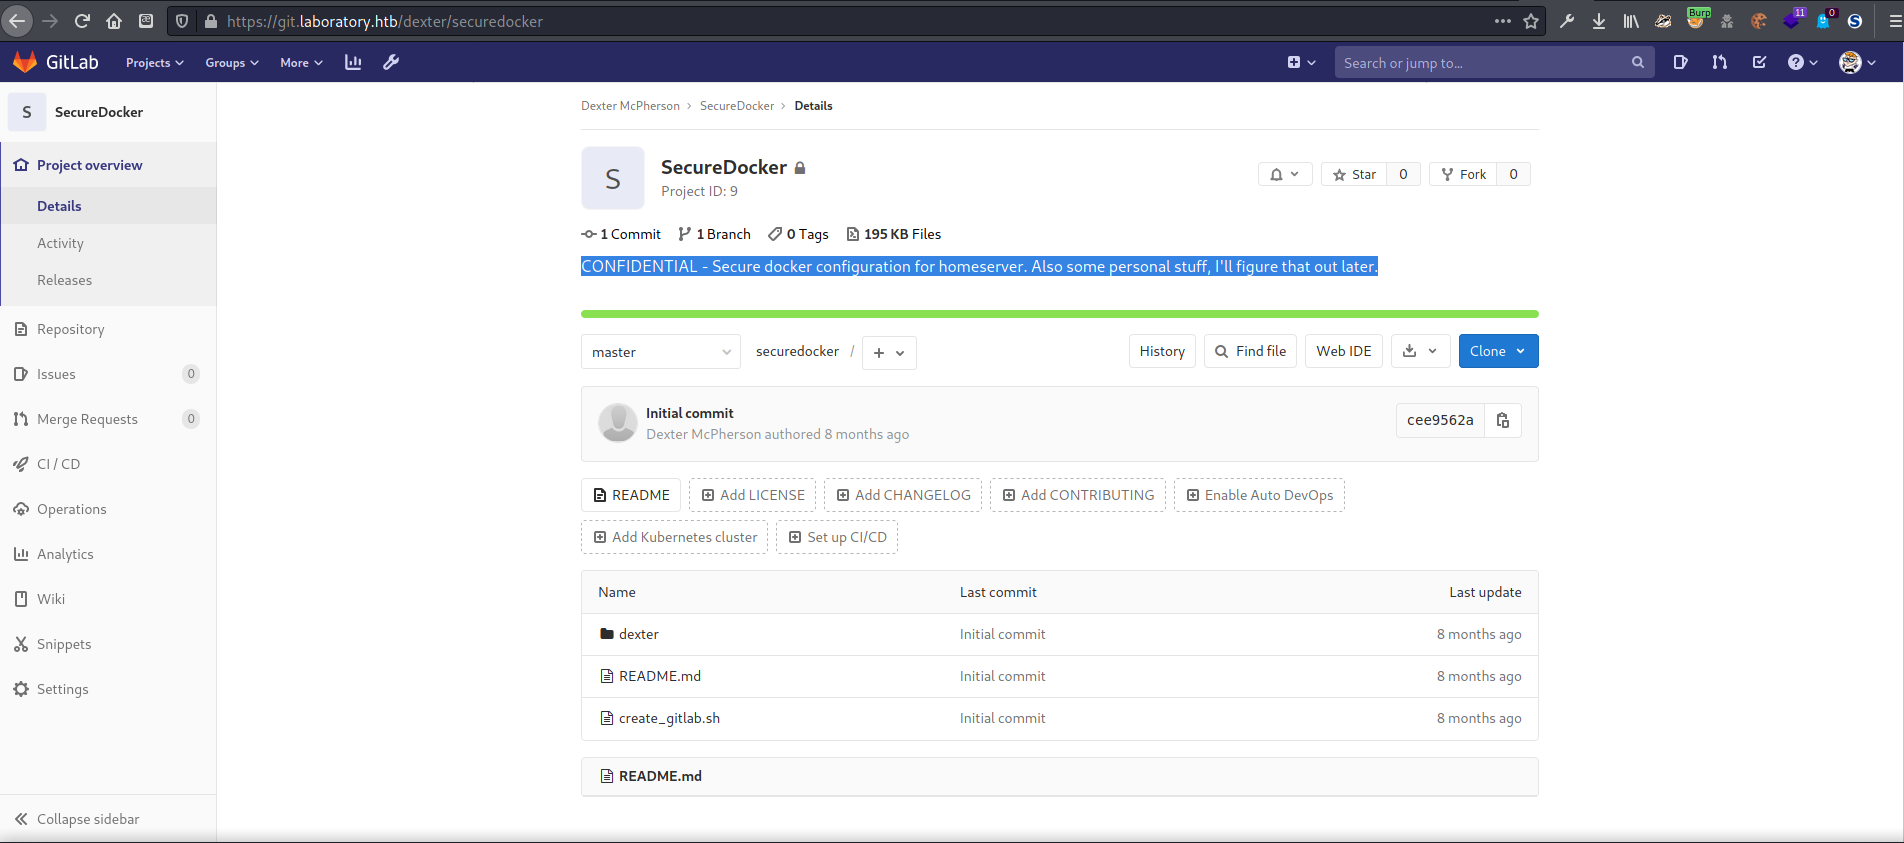 https://git.laboratory.htb/dexter/securedocker
Burp 11 0
GitLab Projects Groups More Search or jump to...
S SecureDocker
Project overview
Details
Activity
Releases
Repository
Issues 0
Merge Requests 0
CI / CD
Operations
Analytics
Wiki
Snippets
Settings
Collapse sidebar
Dexter McPherson > SecureDocker > Details
S
SecureDocker
Project ID: 9
Star 0 Fork 0
1 Commit 1 Branch 0 Tags 195 KB Files
CONFIDENTIAL - Secure docker configuration for homeserver. Also some personal stuff, I'll figure that out later.
master securedocker / + History Find file Web IDE Clone
Initial commit
Dexter McPherson authored 8 months ago
cee9562a
README Add LICENSE Add CHANGELOG Add CONTRIBUTING Enable Auto DevOps
Add Kubernetes cluster Set up CI/CD
Name Last commit Last update
dexter Initial commit 8 months ago
README.md Initial commit 8 months ago
create_gitlab.sh Initial commit 8 months ago
README.md